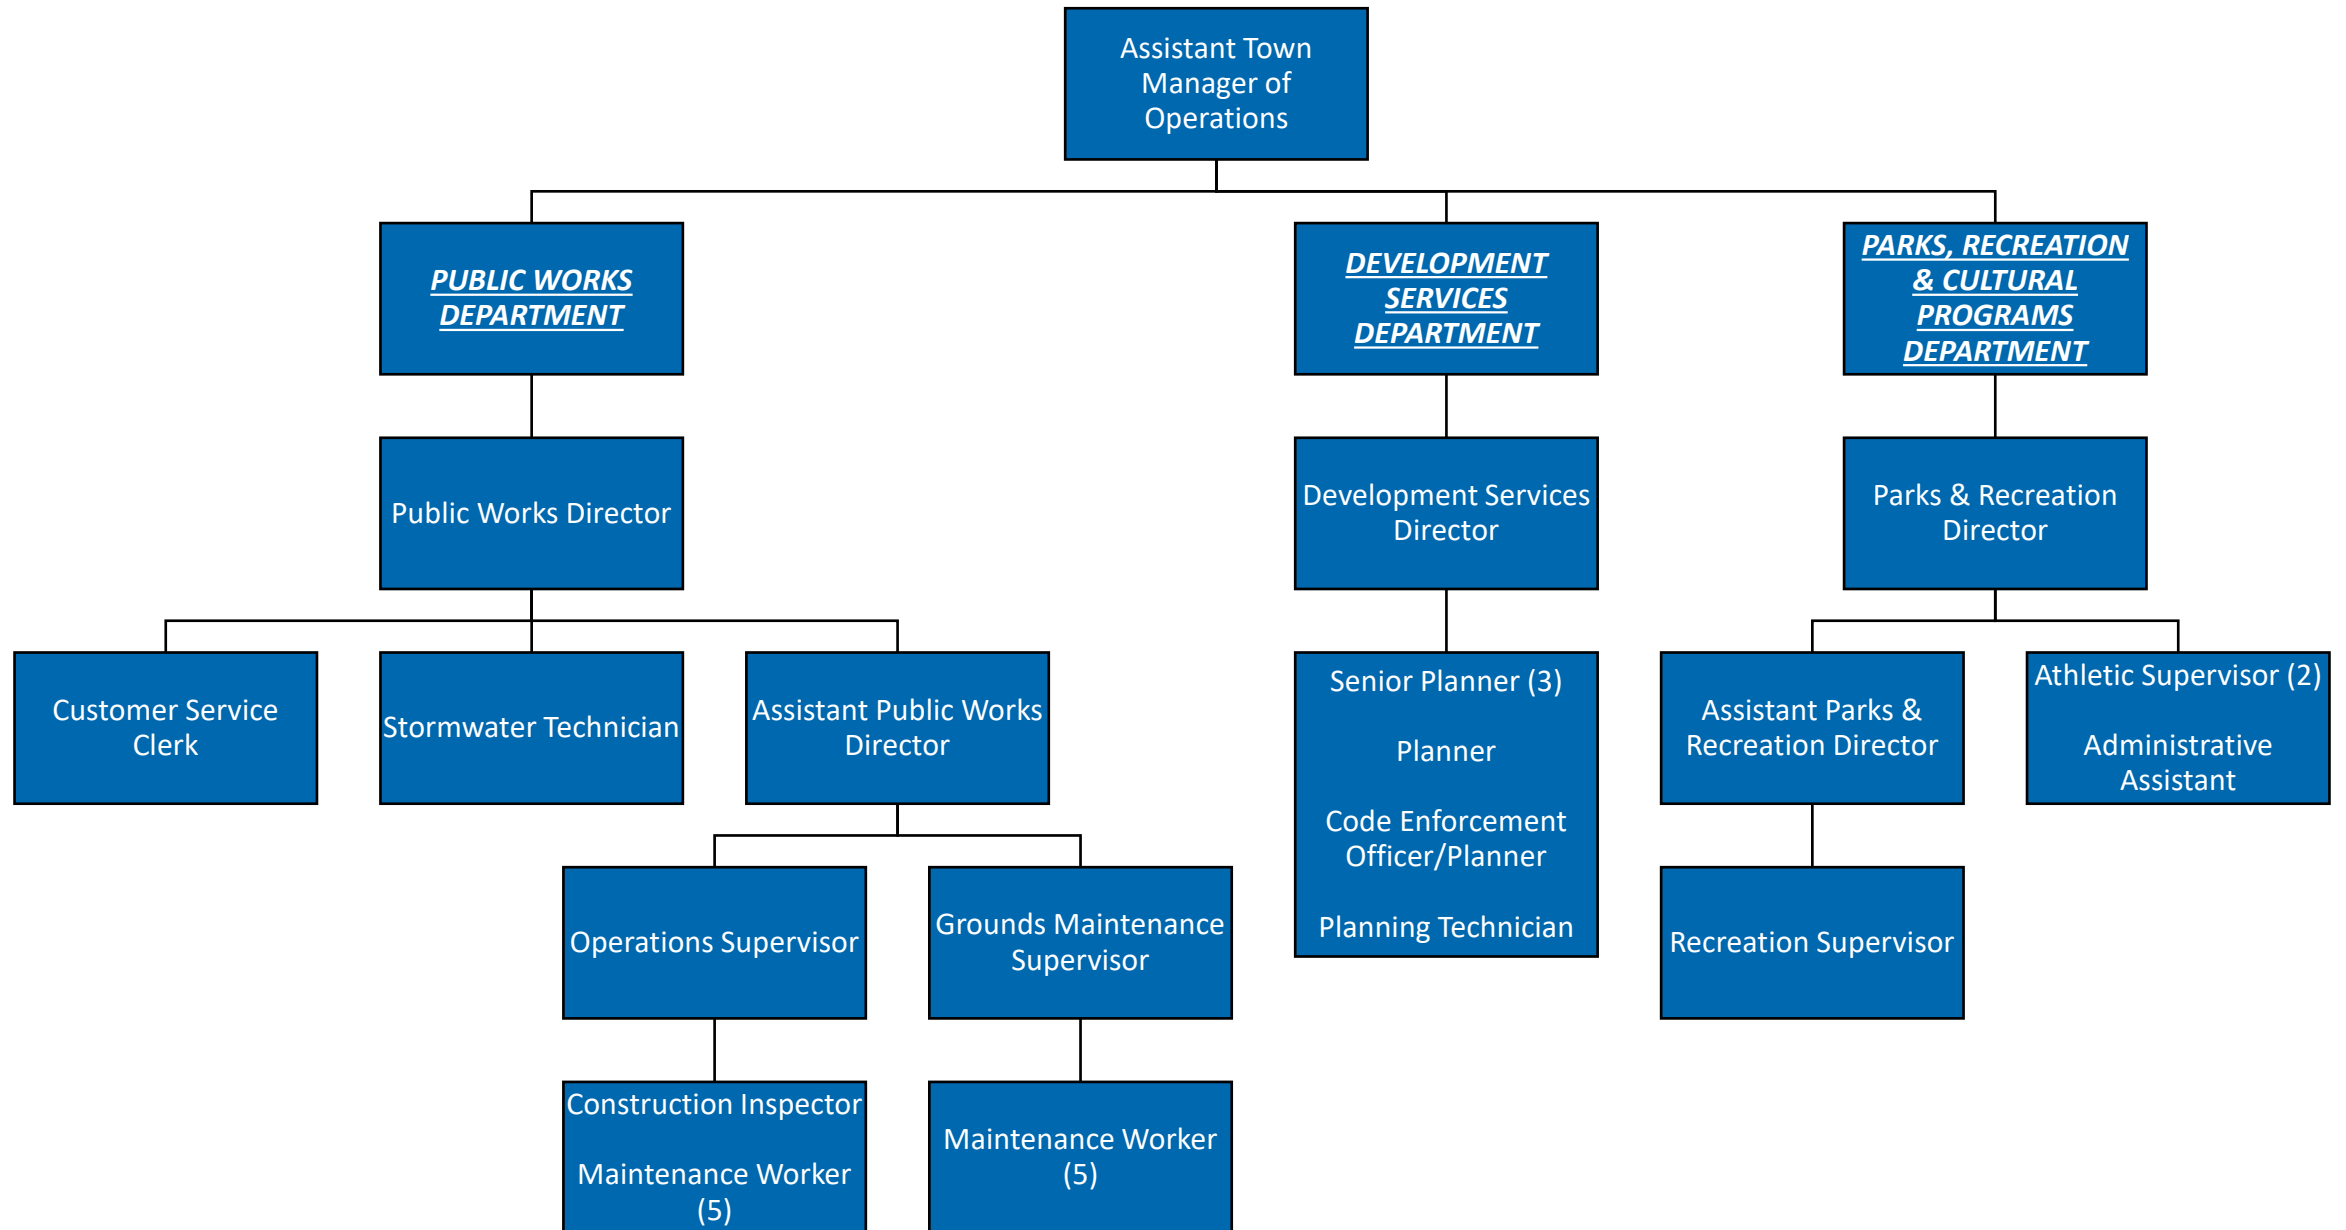 Assistant Town
Manager of
Operations
PUBLIC WORKS
DEPARTMENT
DEVELOPMENT
SERVICES
DEPARTMENT
PARKS, RECREATION
& CULTURAL
PROGRAMS
DEPARTMENT
Public Works Director
Development Services
Director
Parks & Recreation
Director
Customer Service
Clerk
Stormwater Technician
Assistant Public Works
Director
Senior Planner (3)
Planner
Code Enforcement
Officer/Planner
Planning Technician
Assistant Parks &
Recreation Director
Athletic Supervisor (2)
Administrative
Assistant
Operations Supervisor
Grounds Maintenance
Supervisor
Recreation Supervisor
Construction Inspector
Maintenance Worker
(5)
Maintenance Worker
(5)